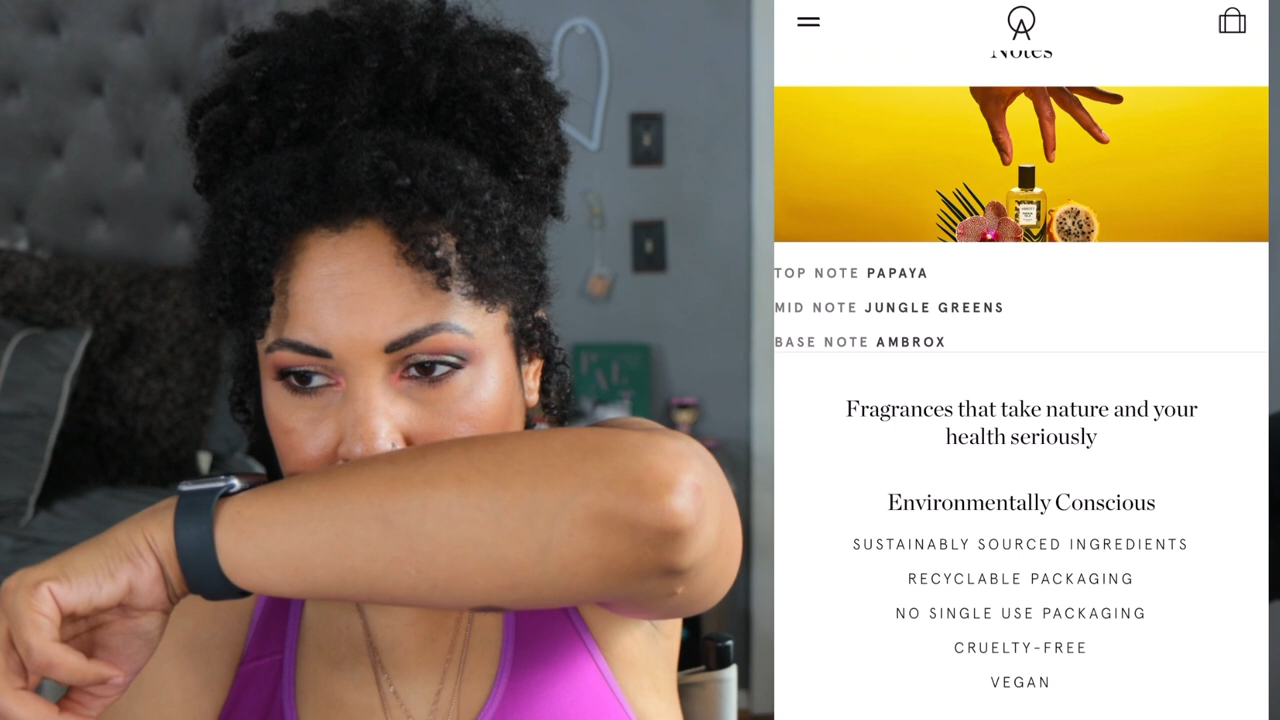 Notes
TOP NOTE PAPAYA
MID NOTE JUNGLE GREENS
BASE NOTE AMBROX
Fragrances that take nature and your
health seriously
Environmentally Conscious
SUSTAINABLY SOURCED INGREDIENTS
RECYCLABLE PACKAGING
NO SINGLE USE PACKAGING
CRUELTY-FREE
VEGAN